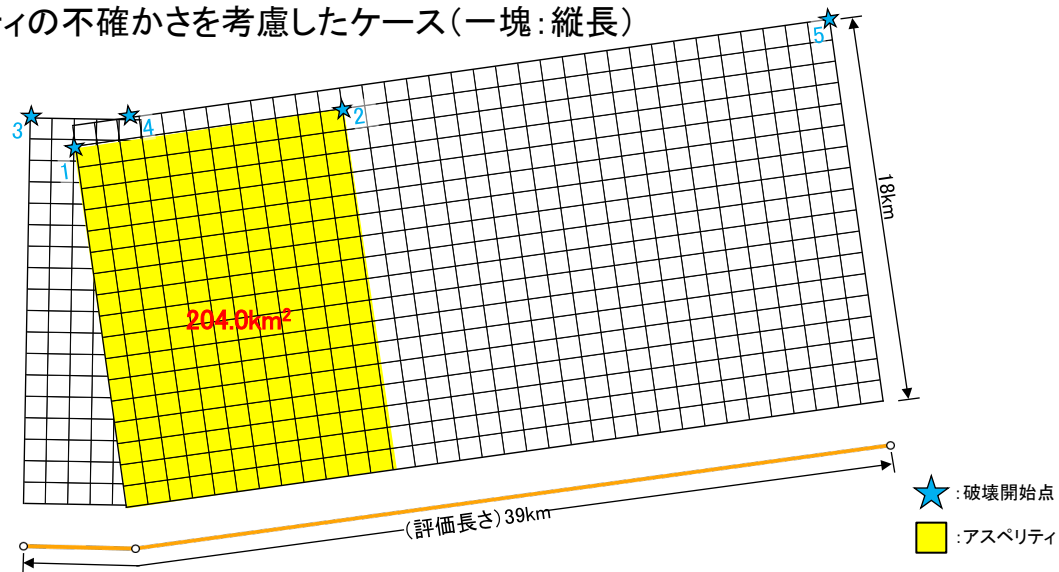 ィの不確かさを考慮したケース(一塊:縦長)
5
3
4
2
1
18km
204.0km²
(評価長さ)39km
:破壊開始点
:アスペリティ